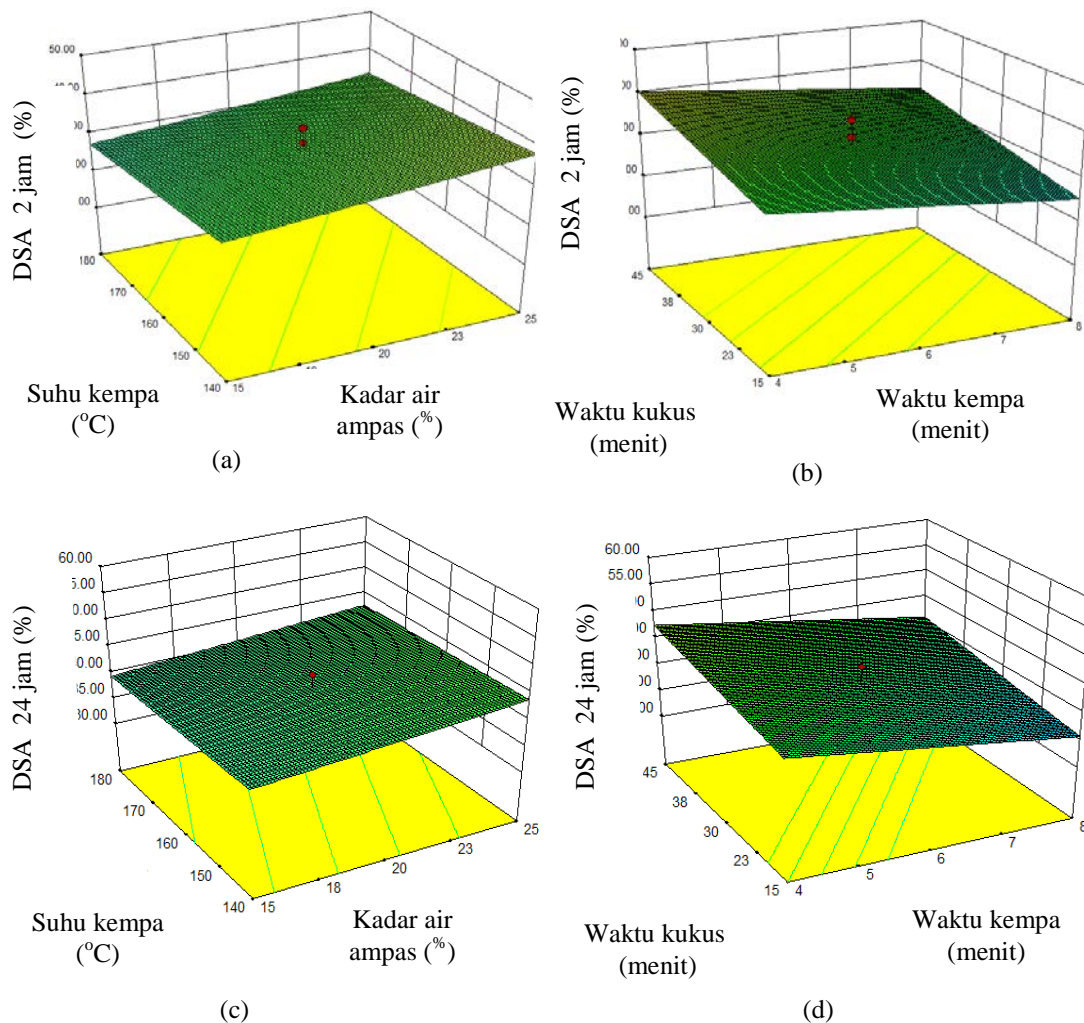 50.00
DSA 2 jam (%)
180
170
160
150
140
15
20
23
25
Suhu kempa
(°C)
Kadar air
ampas (%)
(a)
DSA 2 jam (%)
45
38
30
23
15
4
5
6
7
8
Waktu kukus
(menit)
Waktu kempa
(menit)
(b)
60.00
DSA 24 jam (%)
180
170
160
150
140
15
18
20
23
25
Suhu kempa
(°C)
Kadar air
ampas (%)
(c)
60.00
55.00
DSA 24 jam (%)
45
38
30
23
15
4
5
6
7
8
Waktu kukus
(menit)
Waktu kempa
(menit)
(d)